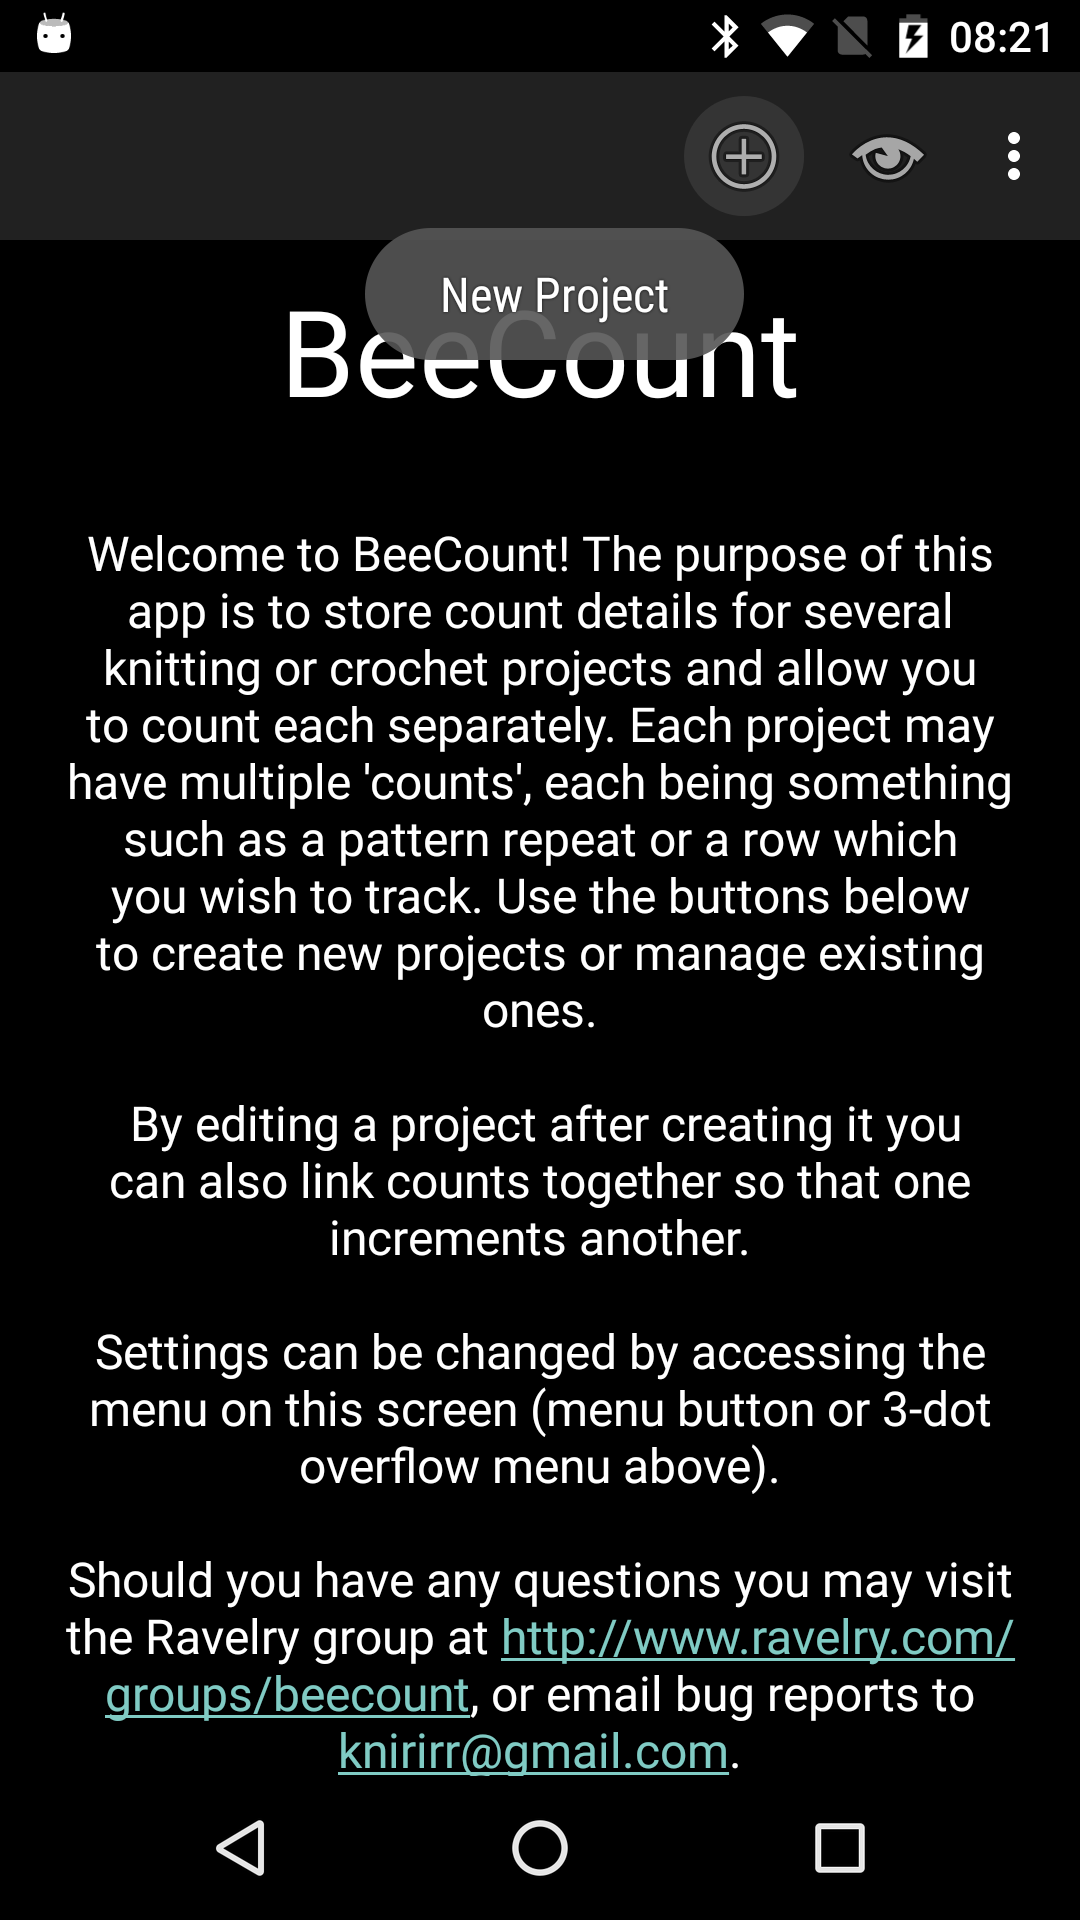 08:21
New Project
BeeCount
Welcome to BeeCount! The purpose of this
app is to store count details for several
knitting or crochet projects and allow you
to count each separately. Each project may
have multiple 'counts', each being something
such as a pattern repeat or a row which
you wish to track. Use the buttons below
to create new projects or manage existing
ones.
By editing a project after creating it you
can also link counts together so that one
increments another.
Settings can be changed by accessing the
menu on this screen (menu button or 3-dot
overflow menu above).
Should you have any questions you may visit
the Ravelry group at http://www.ravelry.com/
groups/beecount, or email bug reports to
knirirr@gmail.com.